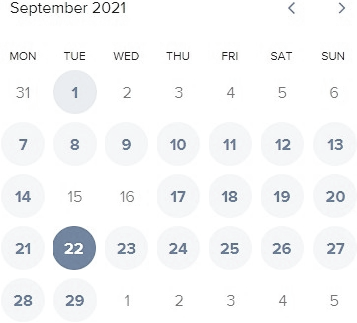 September 2021
MON TUE WED THU FRI SAT SUN
31 1 2 3 4 5 6
7 8 9 10 11 12 13
14 15 16 17 18 19 20
21 22 23 24 25 26 27
28 29 1 2 3 4 5